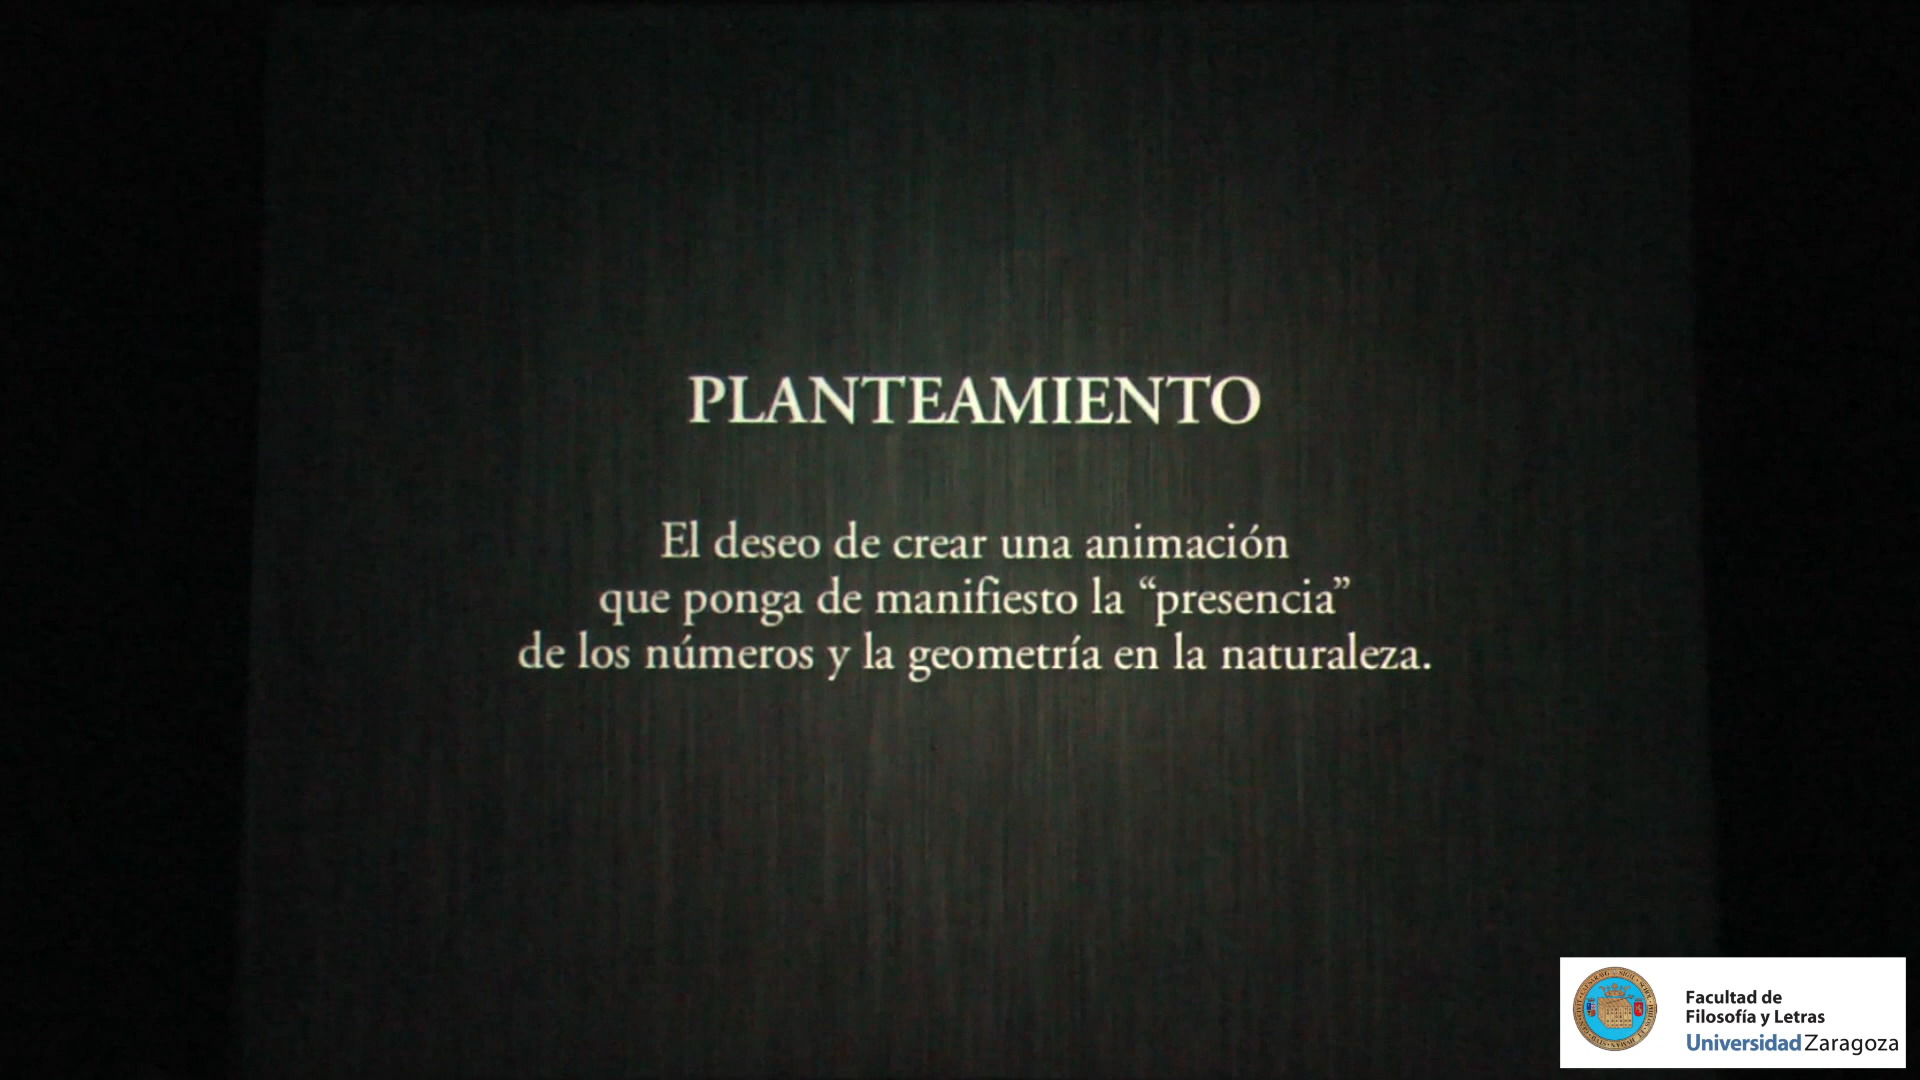 PLANTEAMIENTO
El deseo de crear una animación
que ponga de manifiesto la “presencia”
de los números y la geometría en la naturaleza.
Facultad de
Filosofía y Letras
Universidad Zaragoza